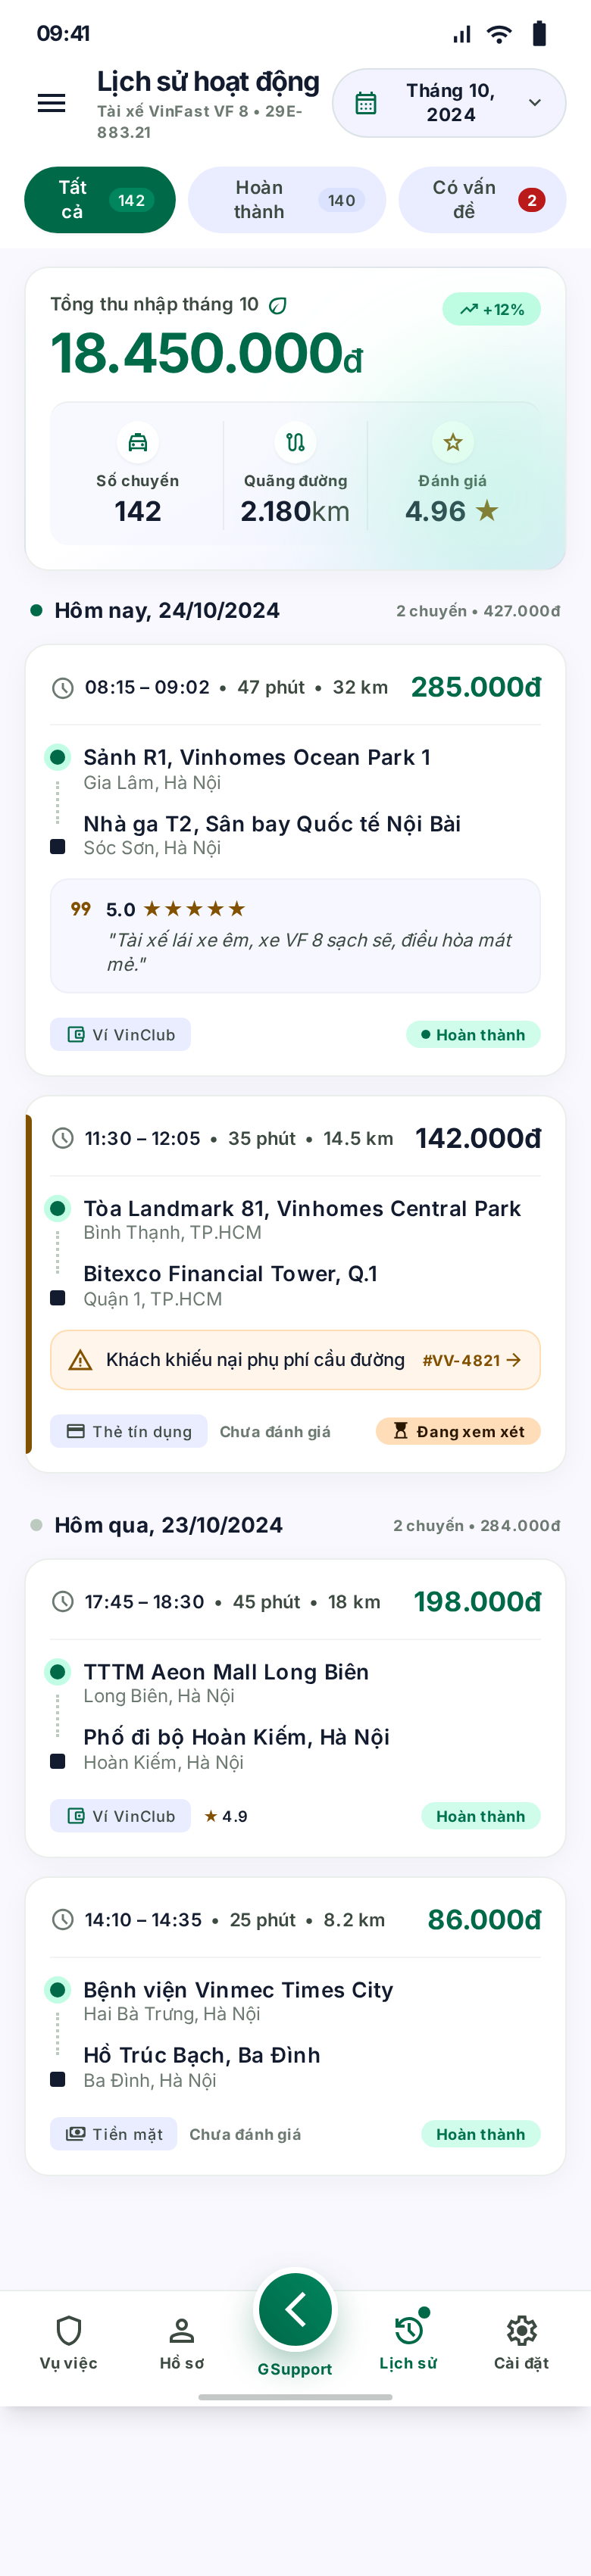 09:41
Lịch sử hoạt động
Tài xế VinFast VF 8 • 29E-
883.21
Tháng 10,
2024
Tất
cả
142
Hoàn
thành
140
Có vấn
đề
2
Tổng thu nhập tháng 10
+12%
18.450.000đ
Số chuyến
142
Quãng đường
2.180km
Đánh giá
4.96 ★
Hôm nay, 24/10/2024
2 chuyến • 427.000đ
08:15 – 09:02 • 47 phút • 32 km
285.000đ
Sảnh R1, Vinhomes Ocean Park 1
Gia Lâm, Hà Nội
Nhà ga T2, Sân bay Quốc tế Nội Bài
Sóc Sơn, Hà Nội
5.0 ★★★★★
"Tài xế lái xe êm, xe VF 8 sạch sẽ, điều hòa mát
mẻ."
Ví VinClub
Hoàn thành
11:30 – 12:05 • 35 phút • 14.5 km
142.000đ
Tòa Landmark 81, Vinhomes Central Park
Bình Thạnh, TP.HCM
Bitexco Financial Tower, Q.1
Quận 1, TP.HCM
Khách khiếu nại phụ phí cầu đường
#VV-4821 →
Thẻ tín dụng
Chưa đánh giá
Đang xem xét
Hôm qua, 23/10/2024
2 chuyến • 284.000đ
17:45 – 18:30 • 45 phút • 18 km
198.000đ
TTTM Aeon Mall Long Biên
Long Biên, Hà Nội
Phố đi bộ Hoàn Kiếm, Hà Nội
Hoàn Kiếm, Hà Nội
Ví VinClub
★ 4.9
Hoàn thành
14:10 – 14:35 • 25 phút • 8.2 km
86.000đ
Bệnh viện Vinmec Times City
Hai Bà Trưng, Hà Nội
Hồ Trúc Bạch, Ba Đình
Ba Đình, Hà Nội
Tiền mặt
Chưa đánh giá
Hoàn thành
Vụ việc
Hồ sơ
GSupport
Lịch sử
Cài đặt